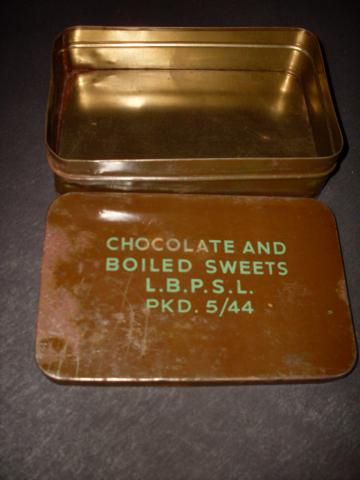 CHOCOLATE AND
BOILED SWEETS
L.B.P.S.L.
PKD. 5/44